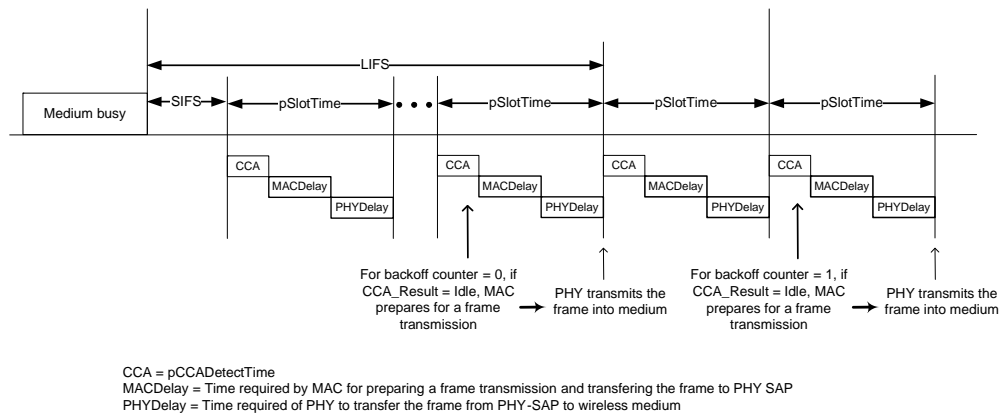 LIFS
SIFS
pSlotTime
pSlotTime
pSlotTime
pSlotTime
Medium busy
CCA
CCA
CCA
CCA
MACDelay
MACDelay
MACDelay
MACDelay
PHYDelay
PHYDelay
PHYDelay
PHYDelay
For backoff counter = 0, if
CCA_Result = Idle, MAC
prepares for a frame
transmission
PHY transmits the
frame into medium
For backoff counter = 1, if
CCA_Result = Idle, MAC
prepares for a frame
transmission
PHY transmits the
frame into medium
CCA = pCCADetectTime
MACDelay = Time required by MAC for preparing a frame transmission and transfering the frame to PHY SAP
PHYDelay = Time required of PHY to transfer the frame from PHY-SAP to wireless medium